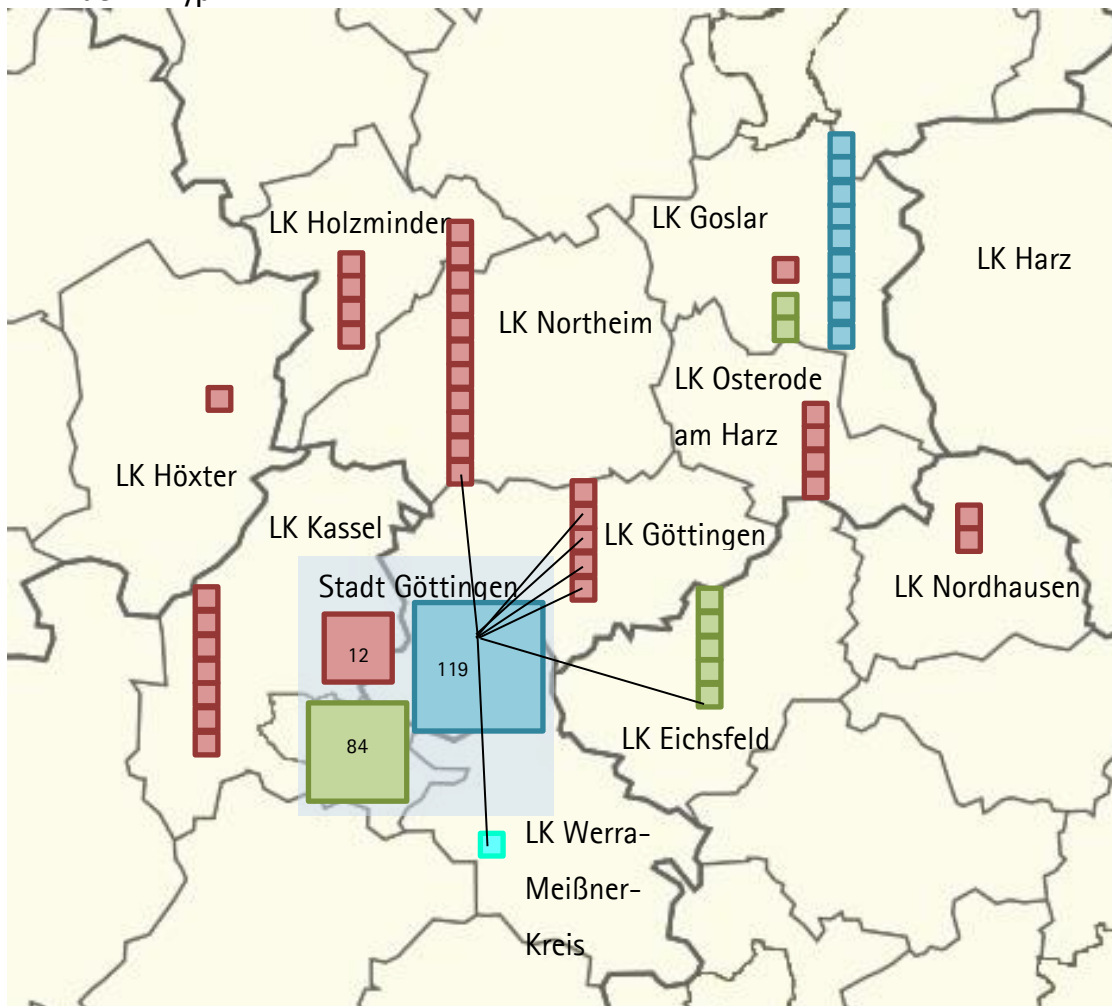 LK Goslar
LK Holzminden
LK Harz
LK Northeim
LK Osterode
am Harz
LK Höxter
LK Kassel
LK Göttingen
Stadt Göttingen
LK Nordhausen
12
119
84
LK Eichsfeld
LK Werra-
Meißner-
Kreis